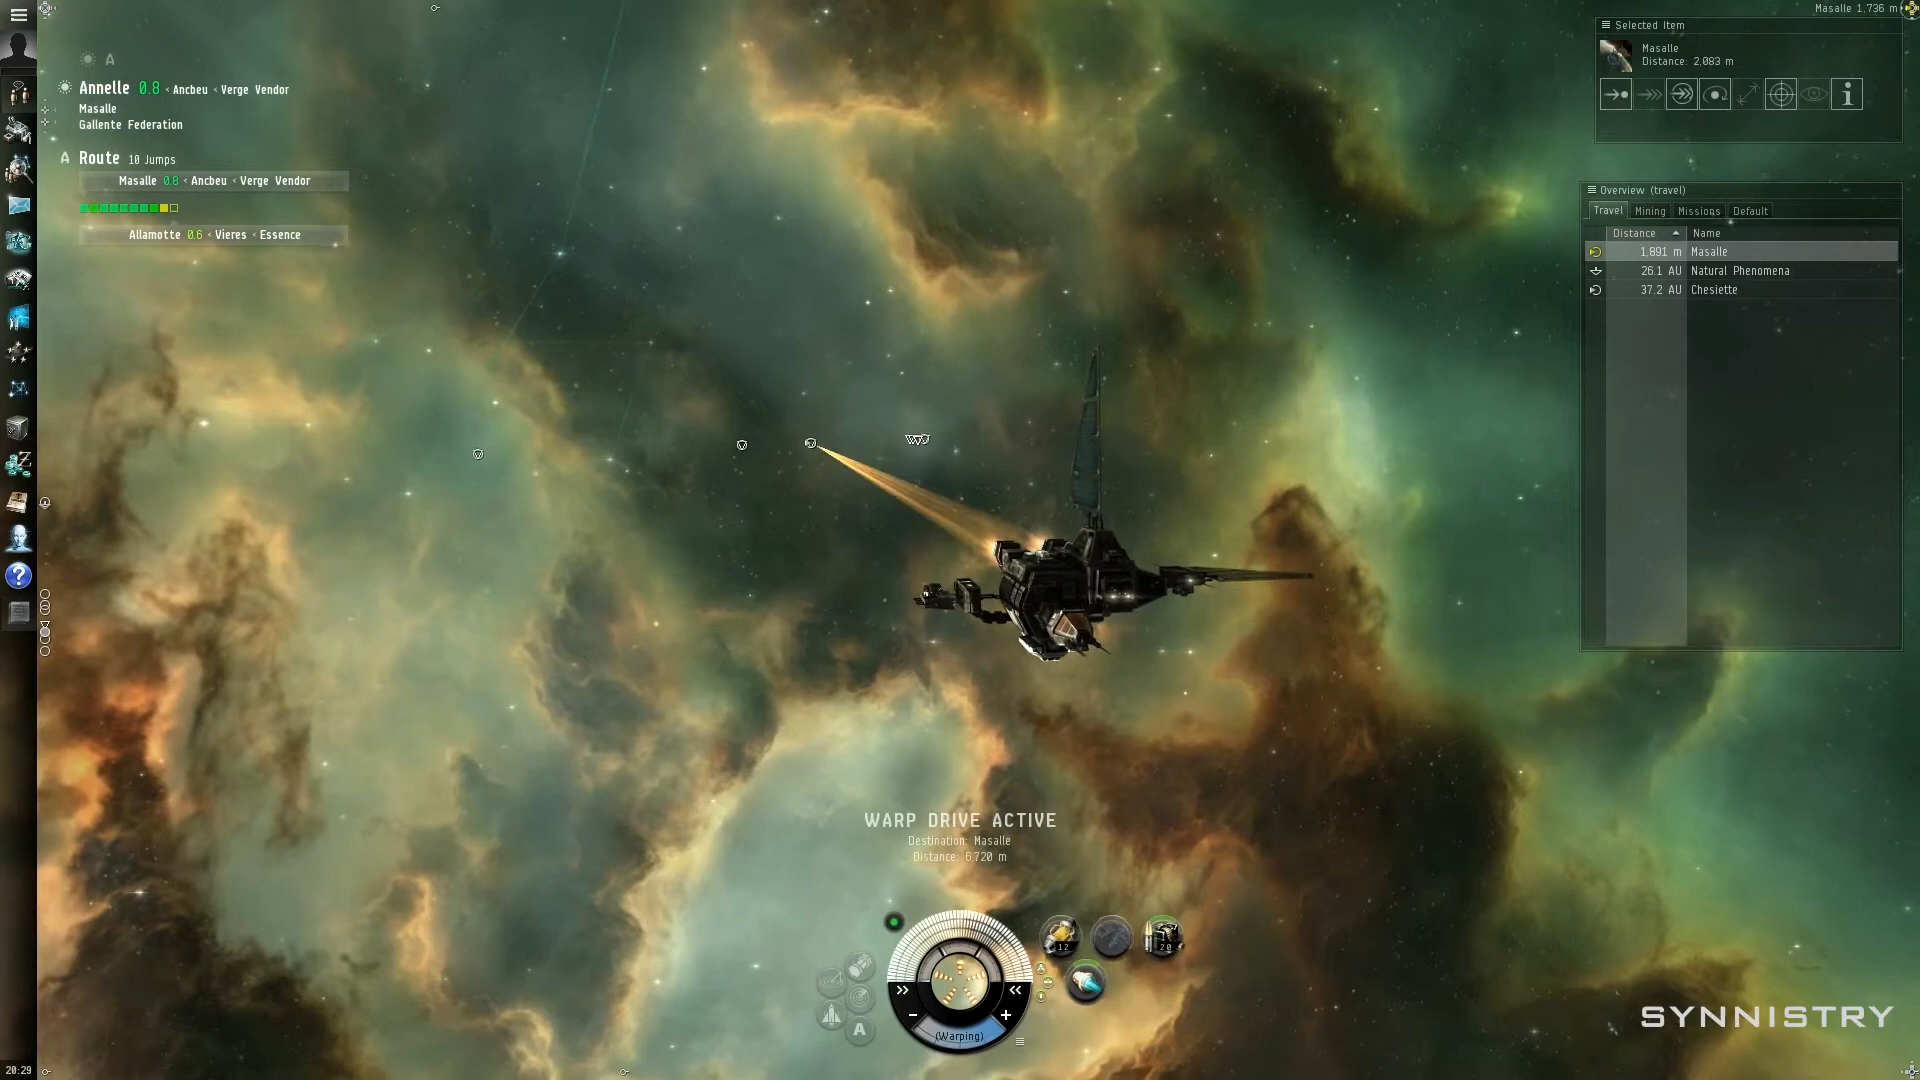 Masalle 1,736 m
Selected Item
Masalle
Distance: 2,083 m
A
Annelle 0.8 < Ancbeu < Verge Vendor
Masalle
Gallente Federation
A Route 10 Jumps
Masalle 0.8 < Ancbeu < Verge Vendor
Allamotte 0.6 < Vieres < Essence
Overview (travel)
Travel Mining Missions Default
Distance Name
1,891 m Masalle
26.1 AU Natural Phenomena
37.2 AU Chesiette
WARP DRIVE ACTIVE
Destination: Masalle
Distance: 6,720 m
12
20
A
(Warping)
SYNNISTRY
20:29